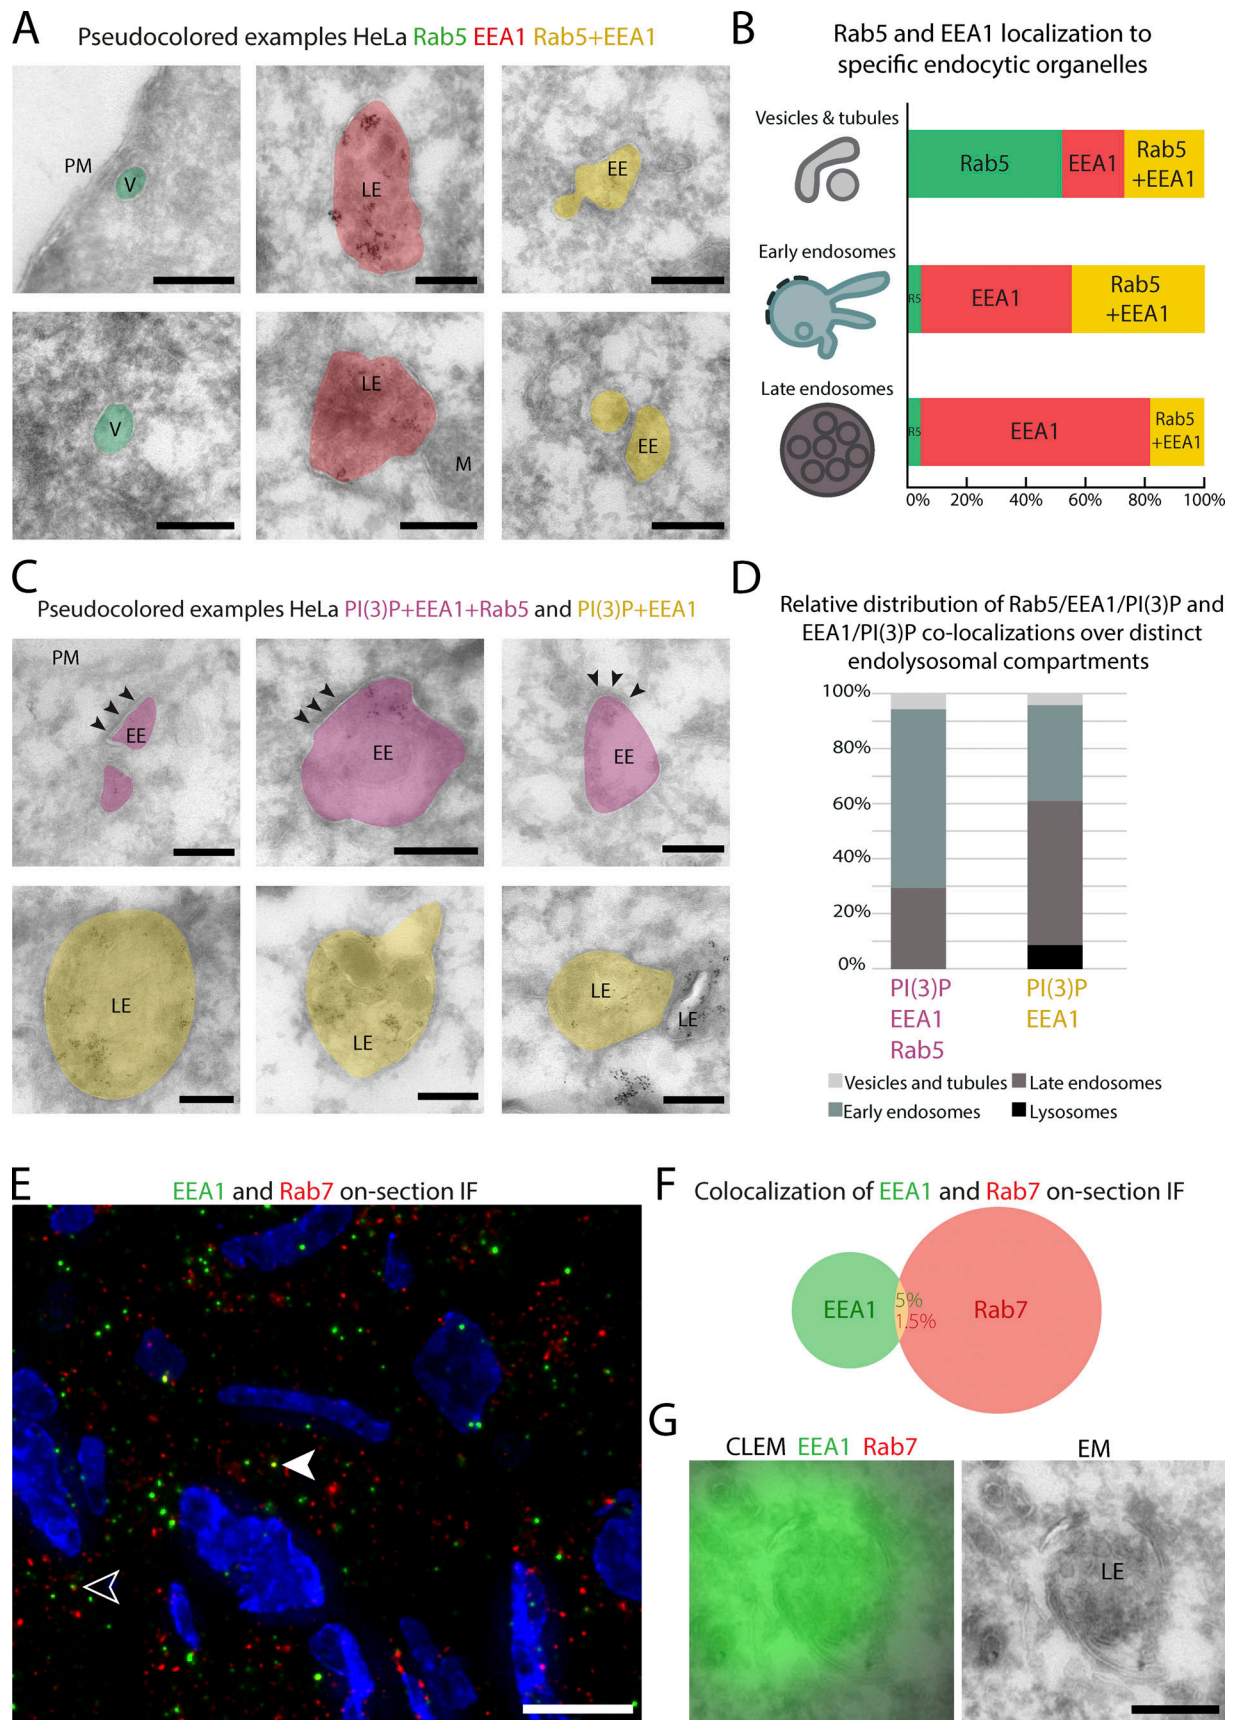 A
Pseudocolored examples HeLa Rab5 EEA1 Rab5+EEA1
PM
V
LE
EE
V
LE
M
EE
B
Rab5 and EEA1 localization to
specific endocytic organelles
Vesicles & tubules
Rab5
EEA1
Rab5
+EEA1
Early endosomes
R5
EEA1
Rab5
+EEA1
Late endosomes
R5
EEA1
Rab5
+EEA1
0% 20% 40% 60% 80% 100%
C
Pseudocolored examples HeLa PI(3)P+EEA1+Rab5 and PI(3)P+EEA1
PM
EE
EE
EE
LE
LE
LE
LE
D
Relative distribution of Rab5/EEA1/PI(3)P and
EEA1/PI(3)P co-localizations over distinct
endolysosomal compartments
100%
80%
60%
40%
20%
0%
PI(3)P
EEA1
Rab5
PI(3)P
EEA1
Vesicles and tubules
Late endosomes
Early endosomes
Lysosomes
E
EEA1 and Rab7 on-section IF
F
Colocalization of EEA1 and Rab7 on-section IF
EEA1
5%
1.5%
Rab7
G
CLEM EEA1 Rab7
EM
LE